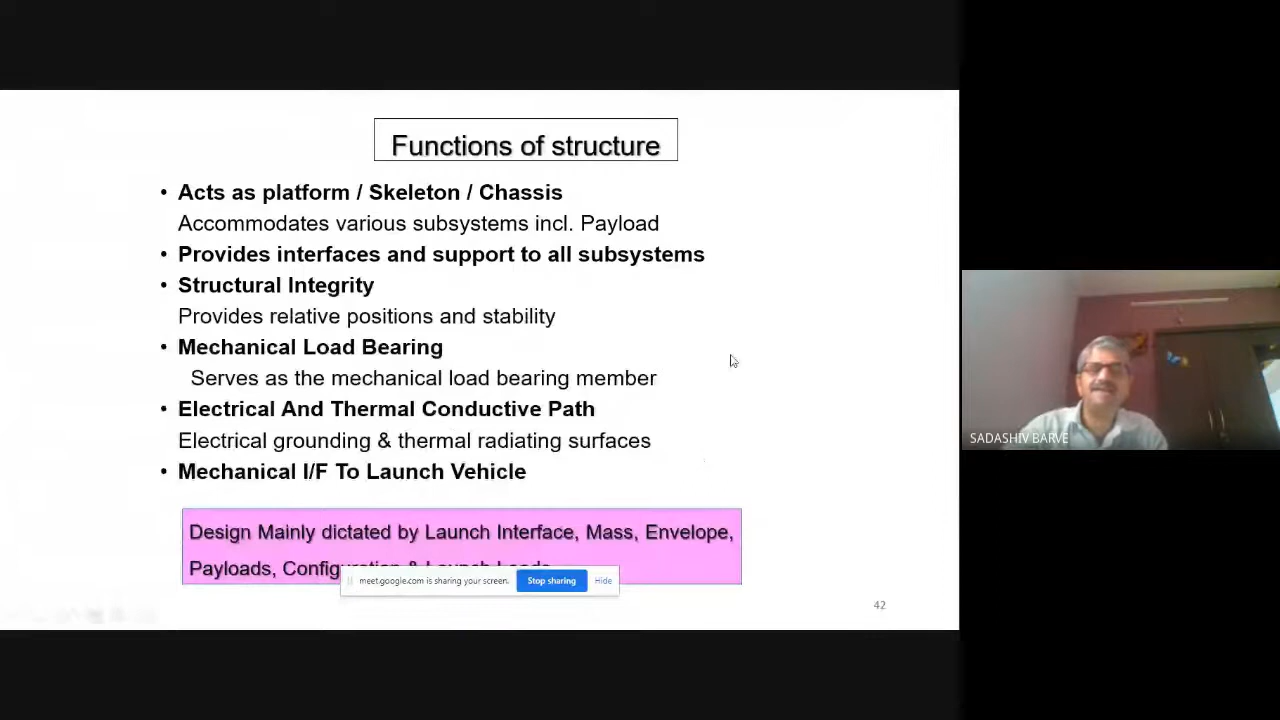 Functions of structure
• Acts as platform / Skeleton / Chassis
Accommodates various subsystems incl. Payload
• Provides interfaces and support to all subsystems
• Structural Integrity
Provides relative positions and stability
• Mechanical Load Bearing
Serves as the mechanical load bearing member
• Electrical And Thermal Conductive Path
Electrical grounding & thermal radiating surfaces
• Mechanical I/F To Launch Vehicle
Design Mainly dictated by Launch Interface, Mass, Envelope,
Payloads,
meet.google.com is sharing your screen. Stop sharing Hide
42
SADASHIV BARVE